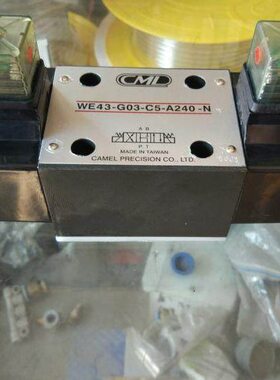 CML
WE43-G03-C5-A240-N
A B
P T
MADE IN TAIWAN
CAMEL PRECISION CO., LTD.